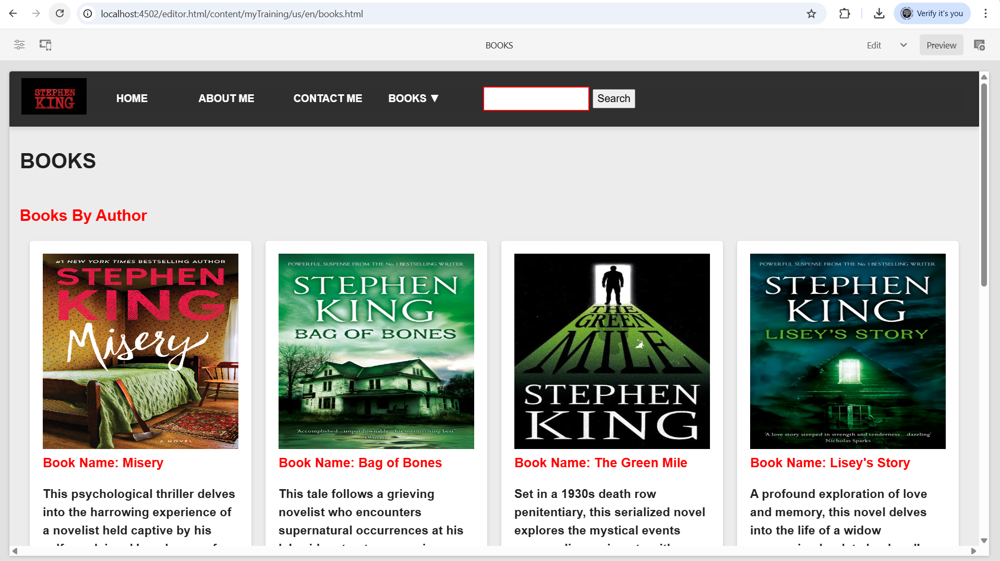 localhost:4502/editor.html/content/myTraining/us/en/books.html
Verify it's you
BOOKS
Edit
Preview
STEPHEN
KING
HOME
ABOUT ME
CONTACT ME
BOOKS ▼
Search
BOOKS
Books By Author
#1 NEW YORK TIMES BESTSELLING AUTHOR
STEPHEN
KING
Misery
A NOVEL
Book Name: Misery
This psychological thriller delves
into the harrowing experience of
a novelist held captive by his
POWERFUL SUSPENSE FROM THE No. 1 BESTSELLING WRITER
STEPHEN
KING
BAG OF BONES
'Accomplished...unputdownable...his mesmerising best'
Observer
Book Name: Bag of Bones
This tale follows a grieving
novelist who encounters
supernatural occurrences at his
THE
GREEN
MILE
STEPHEN
KING
Book Name: The Green Mile
Set in a 1930s death row
penitentiary, this serialized novel
explores the mystical events
POWERFUL SUSPENSE FROM THE No. 1 BESTSELLING WRITER
STEPHEN
KING
LISEY'S STORY
'A love story steeped in strength and tenderness...dazzling'
Nicholas Sparks
Book Name: Lisey's Story
A profound exploration of love
and memory, this novel delves
into the life of a widow